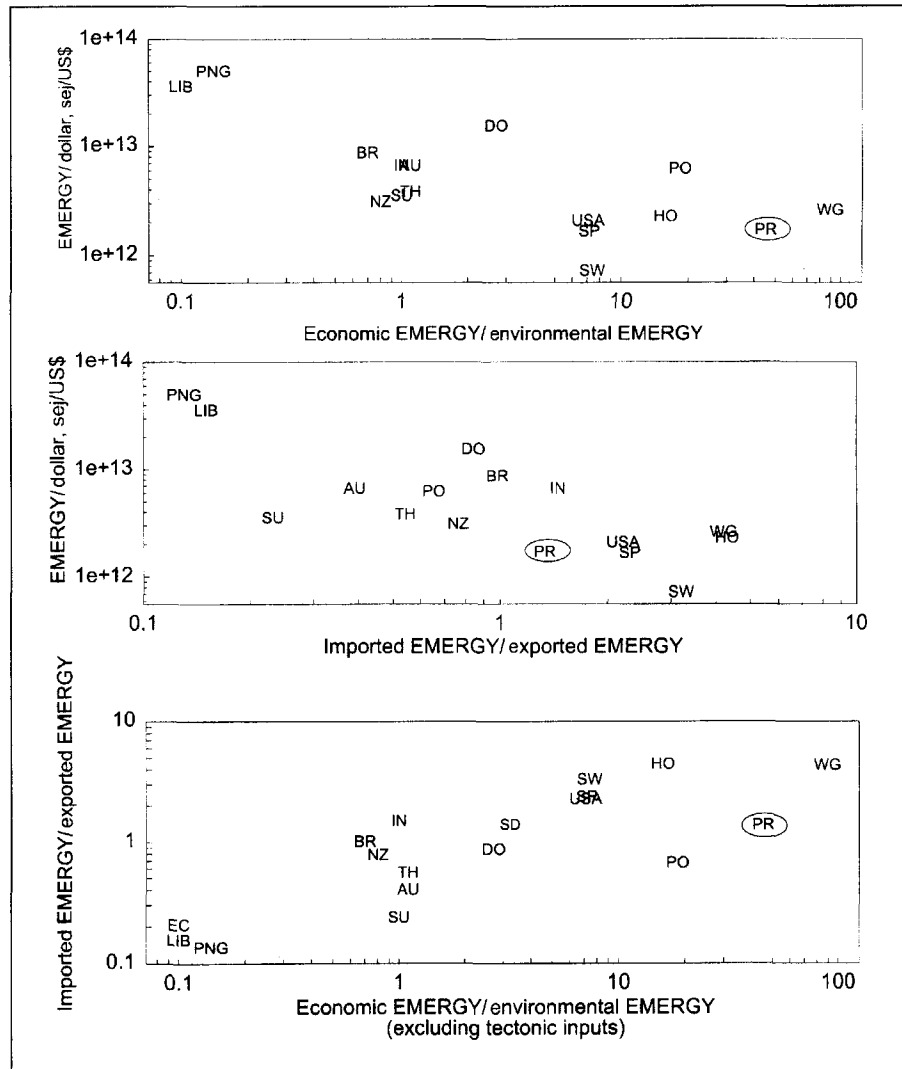 1e+14
PNG
LIB
DO
1e+13
BR
IN AU
PO
TH
SU
NZ
USA
HO
WG
SP
PR
1e+12
SW
EMERGY/dollar, sej/US$
0.1 1 10 100
Economic EMERGY/environmental EMERGY
1e+14
PNG
LIB
DO
1e+13
BR
AU PO IN
SU TH
NZ
WG
HO
USA
PR SP
1e+12
SW
EMERGY/dollar, sej/US$
0.1 1 10
Imported EMERGY/exported EMERGY
10
HO WG
SW
SP
USA
IN SD PR
1
BR
NZ DO
PO
TH
AU
SU
EC
LIB
PNG
0.1
Imported EMERGY/exported EMERGY
0.1 1 10 100
Economic EMERGY/environmental EMERGY
(excluding tectonic inputs)